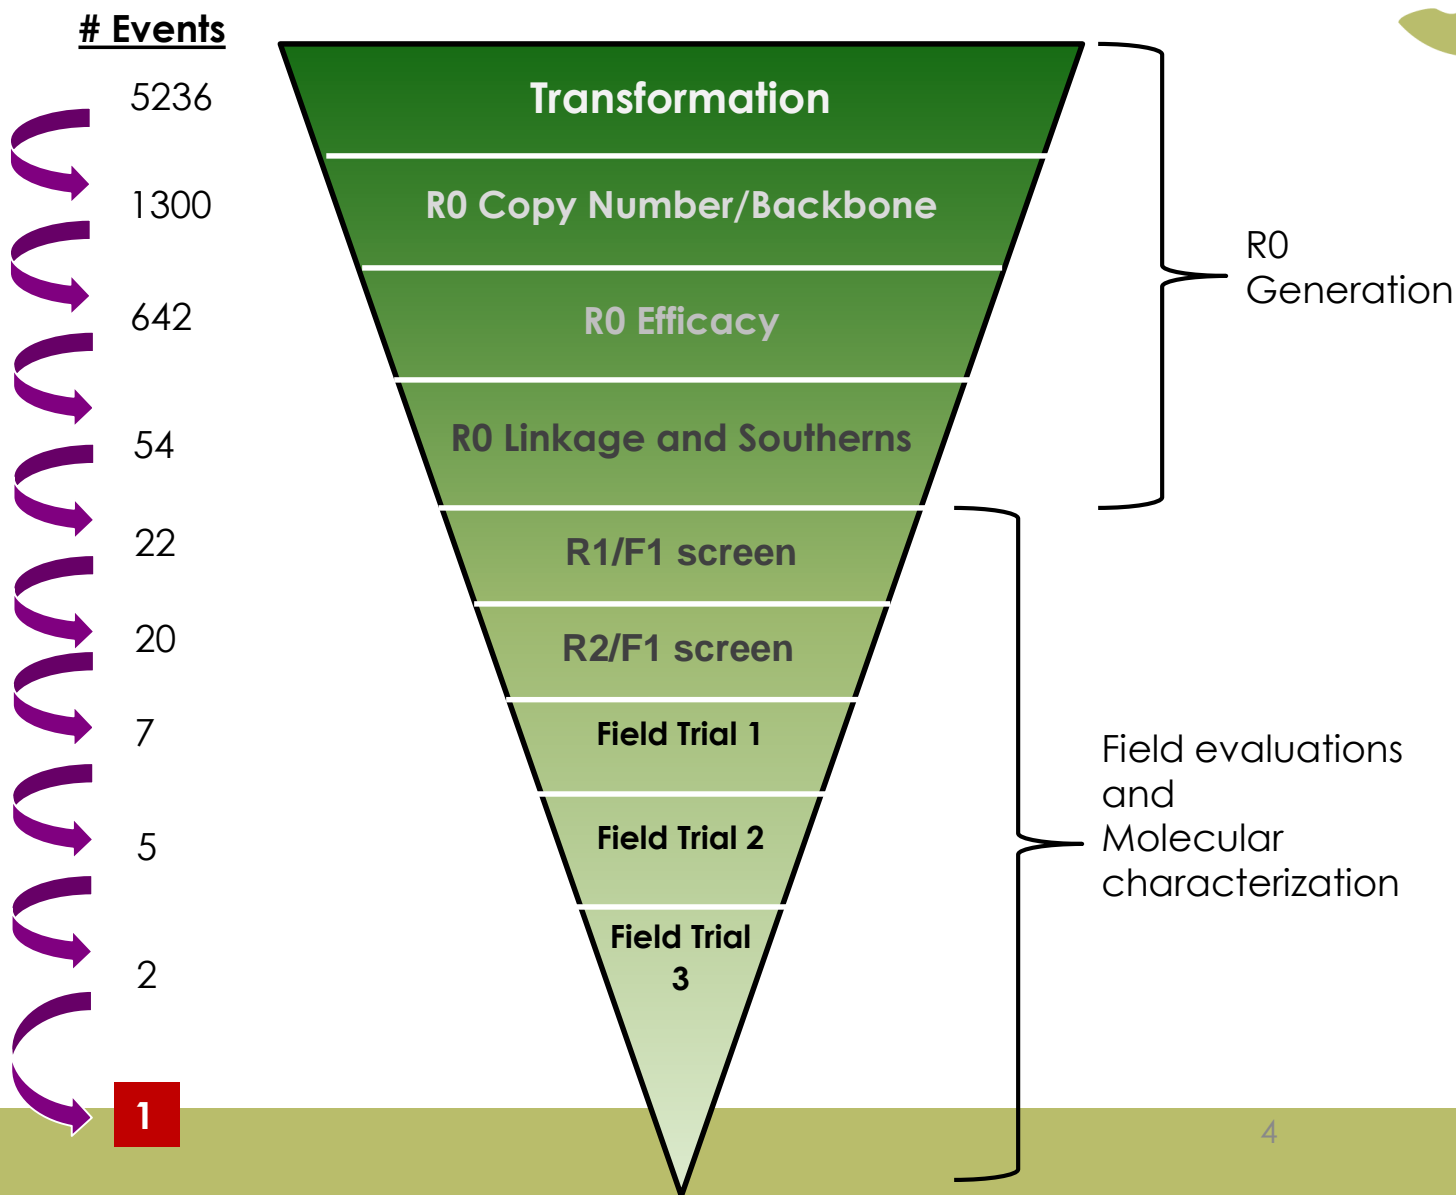 # Events
5236
Transformation
1300
R0 Copy Number/Backbone
R0
Generation
642
R0 Efficacy
54
R0 Linkage and Southerns
22
R1/F1 screen
20
R2/F1 screen
7
Field Trial 1
Field evaluations
and
Molecular
characterization
5
Field Trial 2
2
Field Trial
3
1
4